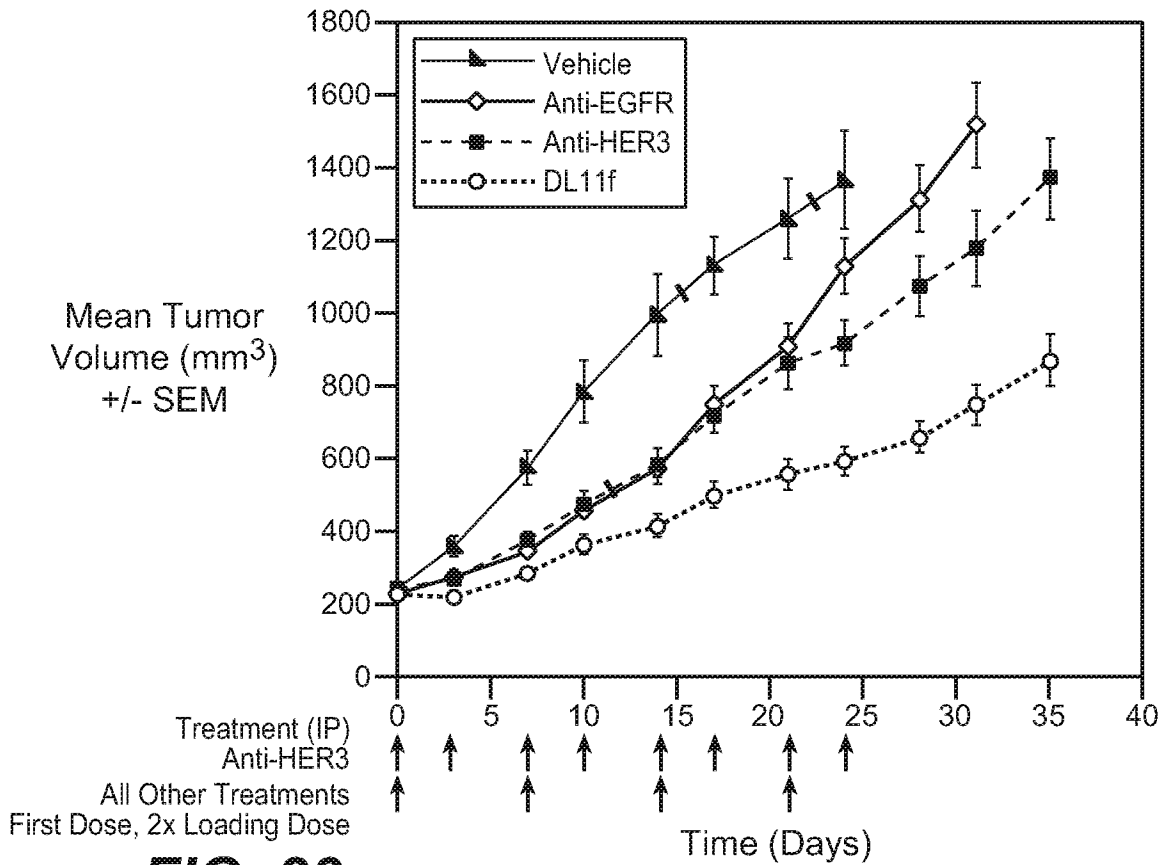 1800
1600
1400
1200
1000
800
600
400
200
0
Vehicle
Anti-EGFR
Anti-HER3
DL11f
Mean Tumor
Volume (mm3)
+/- SEM
0 5 10 15 20 25 30 35 40
Treatment (IP)
Anti-HER3
All Other Treatments
First Dose, 2x Loading Dose
Time (Days)